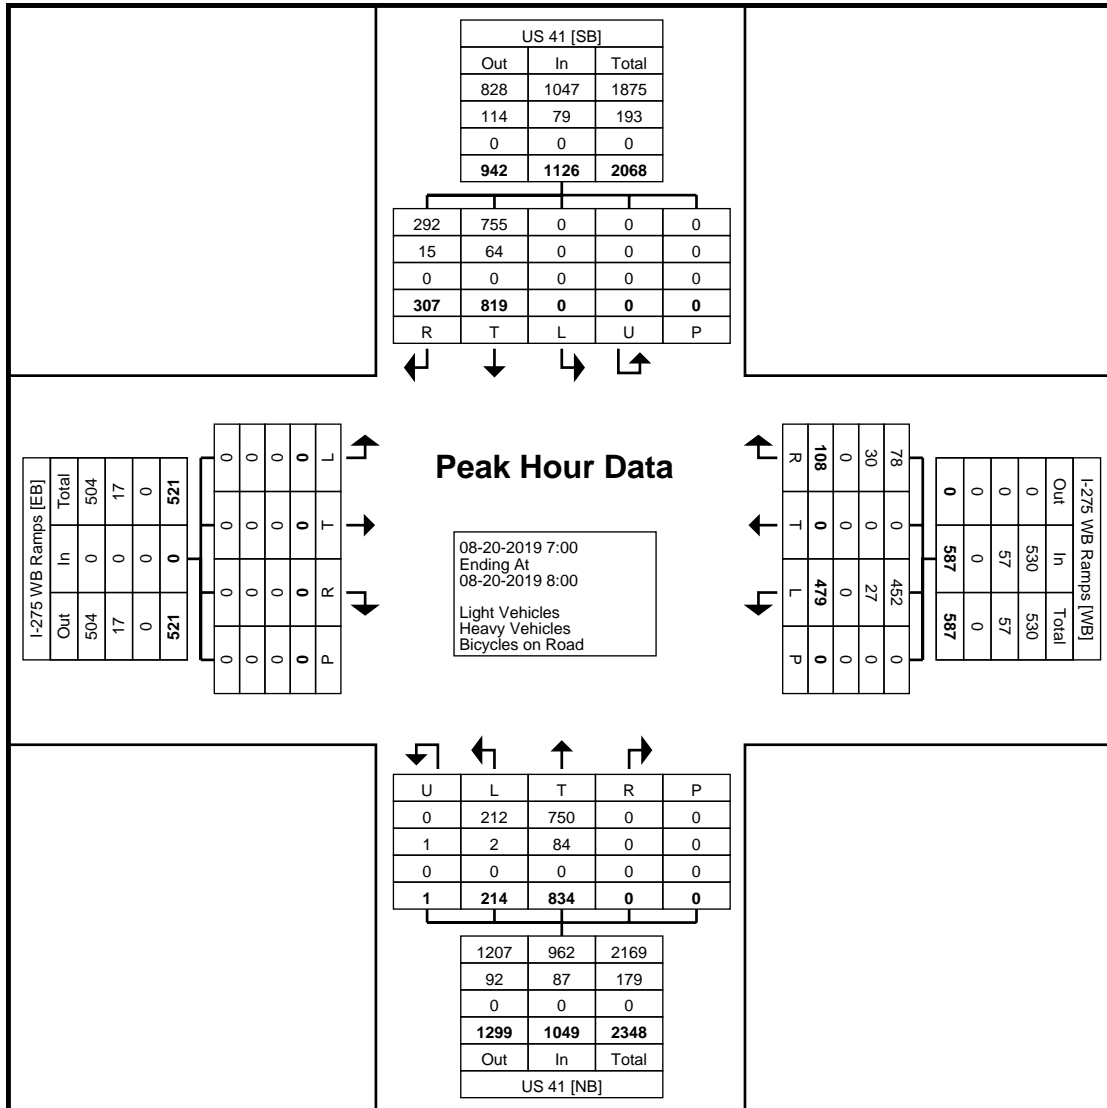 US 41 [SB]
Out In Total
828 1047 1875
114 79 193
0 0 0
942 1126 2068
292 755 0 0 0
15 64 0 0 0
0 0 0 0 0
307 819 0 0 0
R T L U P
I-275 WB Ramps [EB]
Total In Out
504 0 504
17 0 17
0 0 0
521 0 521
0 0 0 0
0 0 0 0
0 0 0 0
0 0 0 0
L T R P
Peak Hour Data
08-20-2019 7:00
Ending At
08-20-2019 8:00
Light Vehicles
Heavy Vehicles
Bicycles on Road
R T L P
108 0 479 0
0 0 0 0
30 0 27 0
78 0 452 0
0 587 587
0 0 0
0 57 57
0 530 530
Out In Total
I-275 WB Ramps [WB]
U L T R P
0 212 750 0 0
1 2 84 0 0
0 0 0 0 0
1 214 834 0 0
1207 962 2169
92 87 179
0 0 0
1299 1049 2348
Out In Total
US 41 [NB]